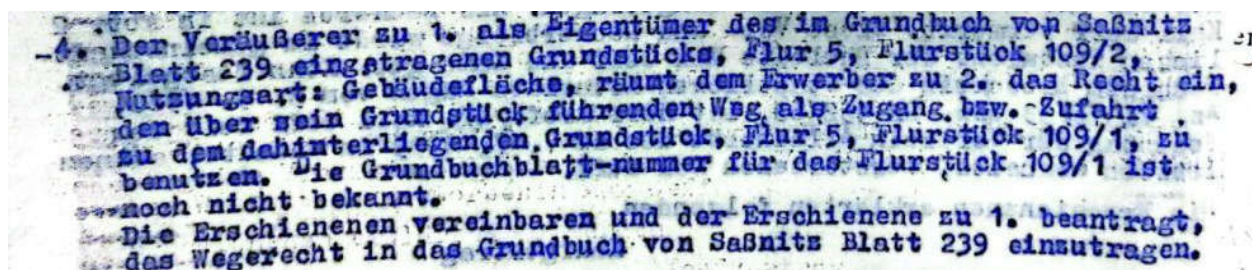 4. Der Veräußerer zu 1. als Eigentümer des im Grundbuch von Saßnitz
Blatt 239 eingetragenen Grundstücks, Flur 5, Flurstück 109/2,
Nutzungsart: Gebäudefläche, räumt dem Erwerber zu 2. das Recht ein,
den über sein Grundstück führenden Weg als Zugang bzw. Zufahrt
zu dem dahinterliegenden Grundstück, Flur 5, Flurstück 109/1, zu
benutzen. Die Grundbuchblatt-nummer für das Flurstück 109/1 ist
noch nicht bekannt.
Die Erschienenen vereinbaren und der Erschienene zu 1. beantragt,
das Wegerecht in das Grundbuch von Saßnitz Blatt 239 einzutragen.